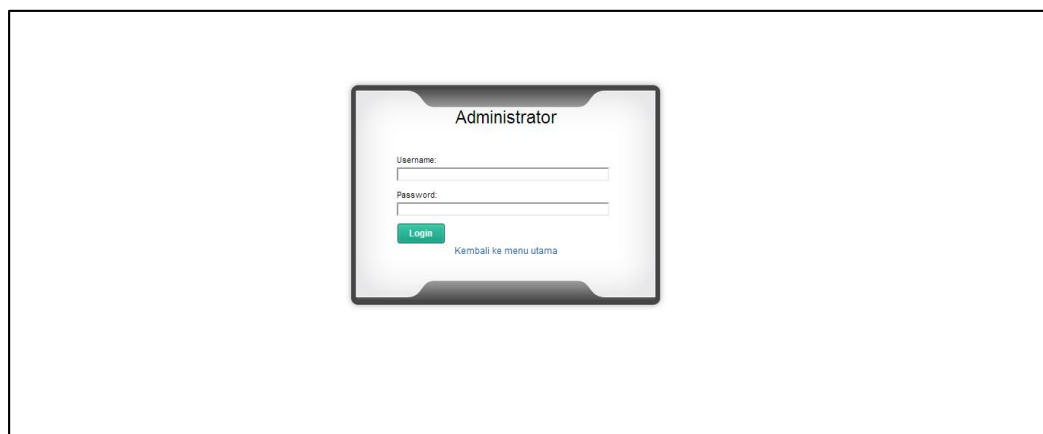 Administrator
Username:
Password:
Login
Kembali ke menu utama